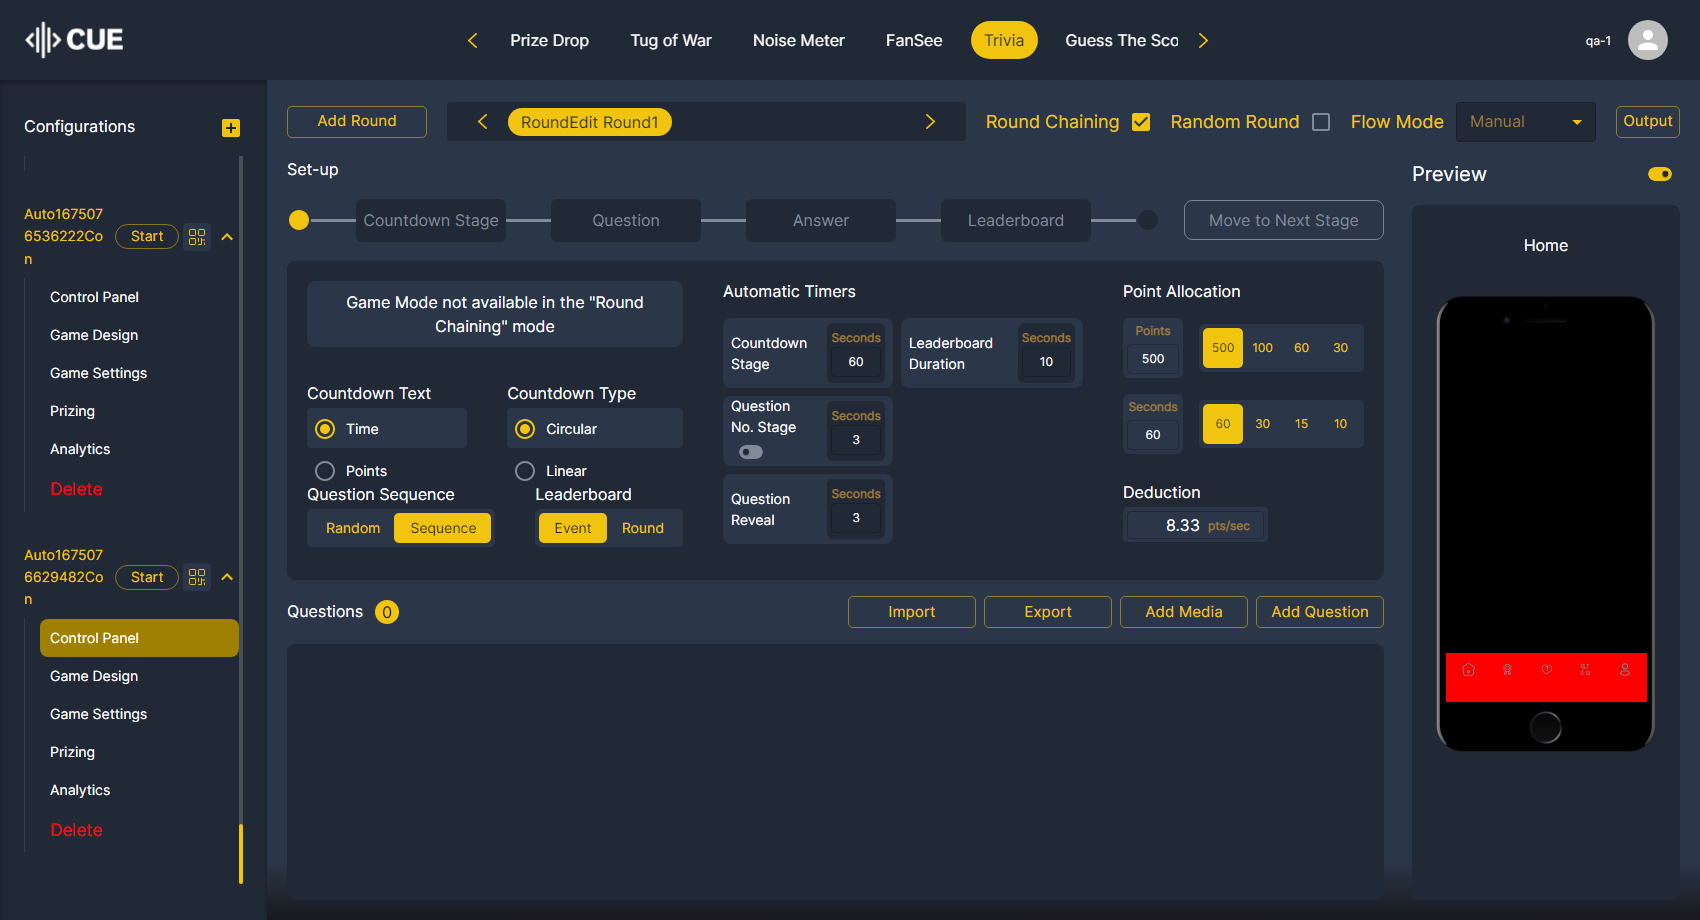 CUE
Prize Drop
Tug of War
Noise Meter
FanSee
Trivia
Guess The Sco
qa-1
Configurations
Auto167507
6536222Co
n
Start
Control Panel
Game Design
Game Settings
Prizing
Analytics
Delete
Auto167507
6629482Co
n
Start
Control Panel
Game Design
Game Settings
Prizing
Analytics
Delete
Add Round
RoundEdit Round1
Round Chaining
Random Round
Flow Mode
Manual
Output
Set-up
Countdown Stage
Question
Answer
Leaderboard
Move to Next Stage
Game Mode not available in the "Round
Chaining" mode
Countdown Text
Time
Points
Countdown Type
Circular
Linear
Question Sequence
Random
Sequence
Leaderboard
Event
Round
Automatic Timers
Countdown
Stage
Seconds
60
Leaderboard
Duration
Seconds
10
Question
No. Stage
Seconds
3
Question
Reveal
Seconds
3
Point Allocation
Points
500
500
100
60
30
Seconds
60
60
30
15
10
Deduction
8.33 pts/sec
Questions 0
Import
Export
Add Media
Add Question
Preview
Home